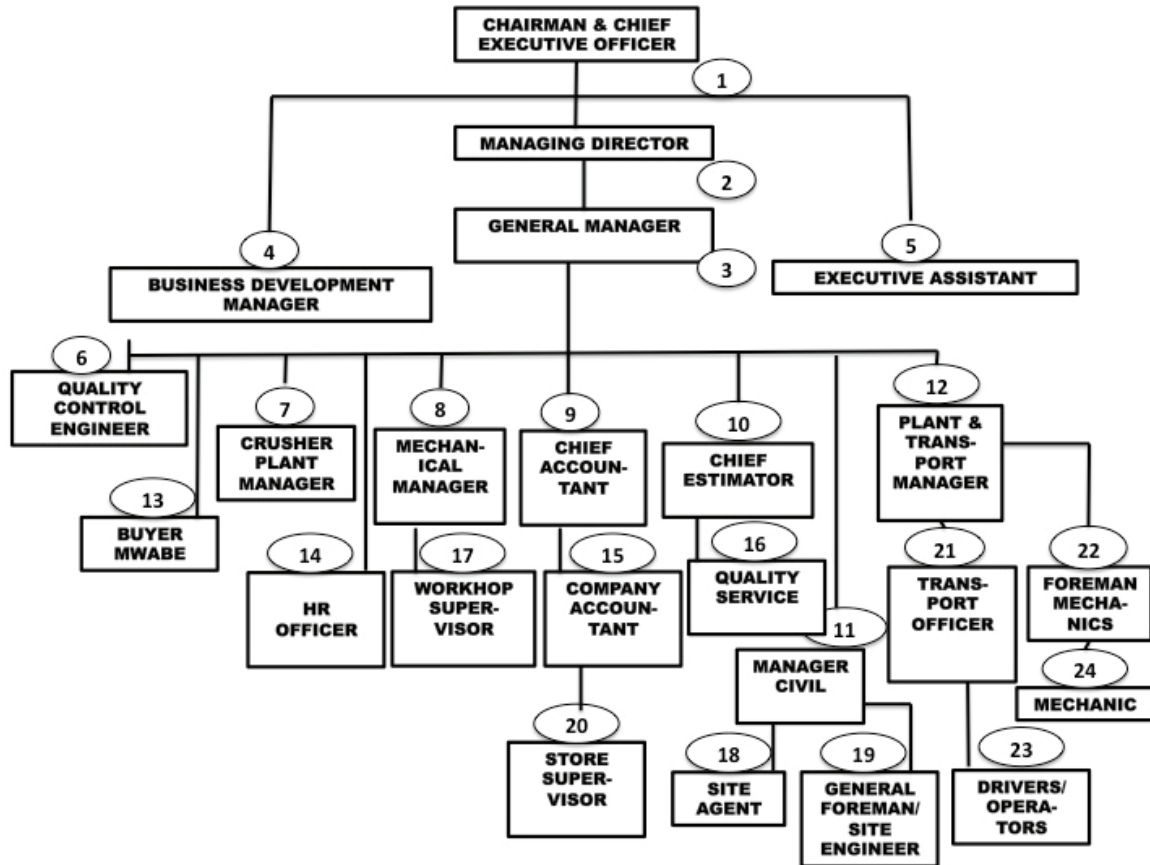 CHAIRMAN & CHIEF
EXECUTIVE OFFICER
1
MANAGING DIRECTOR
2
GENERAL MANAGER
3
4
BUSINESS DEVELOPMENT
MANAGER
5
EXECUTIVE ASSISTANT
6
QUALITY
CONTROL
ENGINEER
7
CRUSHER
PLANT
MANAGER
8
MECHAN-
ICAL
MANAGER
9
CHIEF
ACCOUN-
TANT
10
CHIEF
ESTIMATOR
12
PLANT &
TRANS-
PORT
MANAGER
13
BUYER
MWABE
14
HR
OFFICER
17
WORKHOP
SUPER-
VISOR
15
COMPANY
ACCOUN-
TANT
16
QUALITY
SERVICE
11
MANAGER
CIVIL
21
TRANS-
PORT
OFFICER
22
FOREMAN
MECHA-
NICS
24
MECHANIC
20
STORE
SUPER-
VISOR
18
SITE
AGENT
19
GENERAL
FOREMAN/
SITE
ENGINEER
23
DRIVERS/
OPERA-
TORS